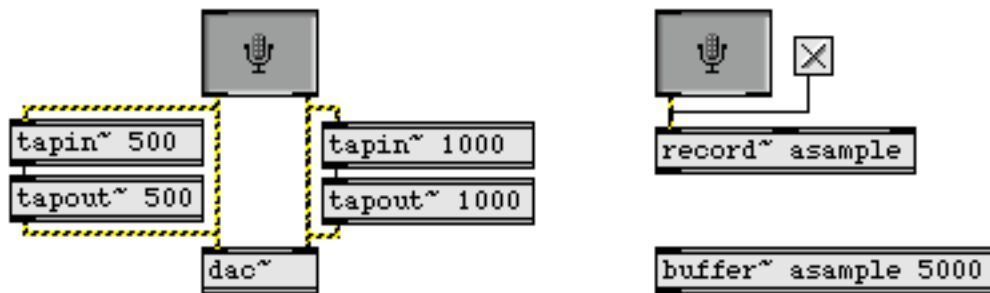 tapin~ 500
tapout~ 500
tapin~ 1000
tapout~ 1000
dac~
record~ asample
buffer~ asample 5000